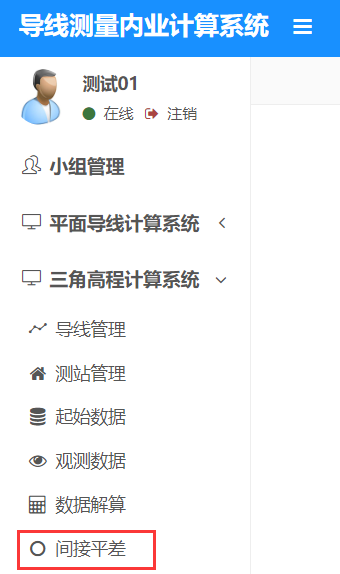 导线测量内业计算系统
测试01
在线 注销
小组管理
平面导线计算系统
三角高程计算系统
导线管理
测站管理
起始数据
观测数据
数据解算
间接平差